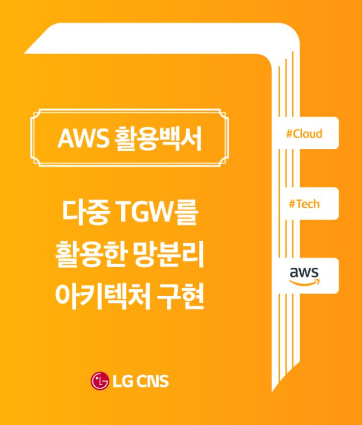 AWS 활용백서
#Cloud
다중 TGW를
#Tech
활용한 망분리
아키텍처 구현
aws
LG CNS